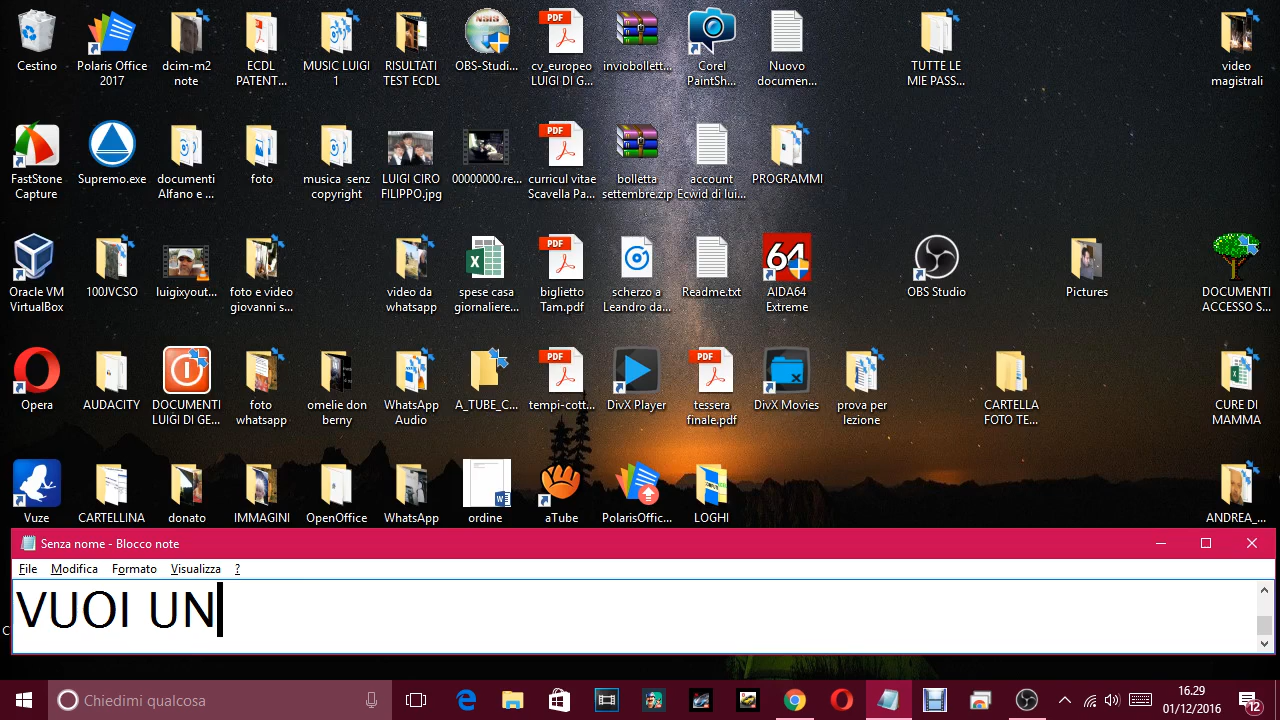 Cestino
Polaris Office
2017
dcim-m2
note
ECDL
PATENT...
MUSIC LUIGI
1
RISULTATI
TEST ECDL
NSIS
OBS-Studi...
PDF
cv_europeo
LUIGI DI G...
inviobollett...
Corel
PaintSh...
Nuovo
documen...
TUTTE LE
MIE PASS...
video
magistrali
FastStone
Capture
Supremo.exe
documenti
Alfano e ...
foto
musica senz
copyright
LUIGI CIRO
FILIPPO.jpg
00000000.re...
PDF
curricul vitae
Scavella Pa...
bolletta
settembre.zip
account
Ecwid di lui...
PROGRAMMI
Oracle VM
VirtualBox
100JVCSO
luigixyout...
foto e video
giovanni s...
video da
whatsapp
spese casa
giornaliere...
PDF
biglietto
Tam.pdf
scherzo a
Leandro da...
Readme.txt
64
AIDA64
Extreme
OBS Studio
Pictures
DOCUMENTI
ACCESSO S...
Opera
AUDACITY
DOCUMENTI
LUIGI DI GE...
foto
whatsapp
omelie don
berny
WhatsApp
Audio
A_TUBE_C...
PDF
tempi-cott...
DivX Player
PDF
tessera
finale.pdf
DivX Movies
prova per
lezione
CARTELLA
FOTO TE...
CURE DI
MAMMA
Vuze
CARTELLINA
donato
IMMAGINI
OpenOffice
WhatsApp
ordine
aTube
PolarisOffic...
LOGHI
ANDREA_...
Senza nome - Blocco note
File Modifica Formato Visualizza ?
VUOI UN
C
Chiedimi qualcosa
16.29
01/12/2016
12